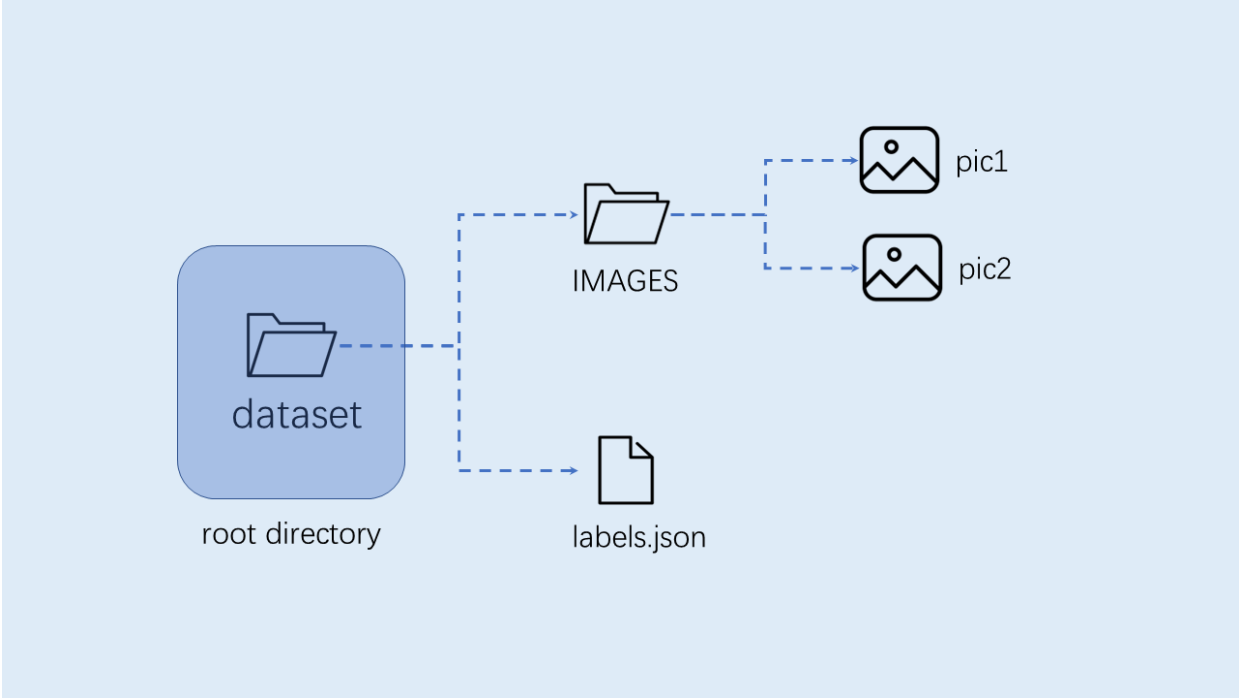 pic1
pic2
IMAGES
dataset
root directory
labels.json